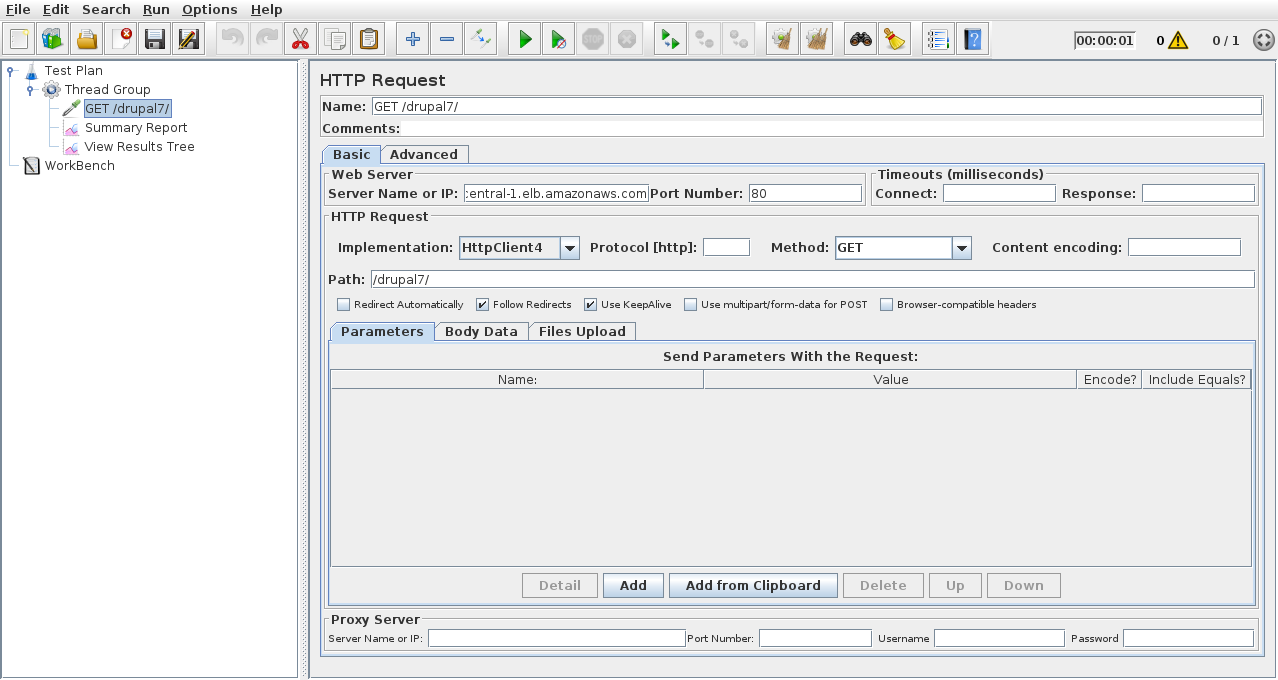 File Edit Search Run Options Help
STOP 00:00:01 0 ! 0 / 1
Test Plan
Thread Group
GET /drupal7/
Summary Report
View Results Tree
WorkBench
HTTP Request
Name: GET /drupal7/
Comments:
Basic Advanced
Web Server Timeouts (milliseconds)
Server Name or IP: :entral-1.elb.amazonaws.com Port Number: 80 Connect: Response:
HTTP Request
Implementation: HttpClient4 Protocol [http]: Method: GET Content encoding:
Path: /drupal7/
Redirect Automatically Follow Redirects Use KeepAlive Use multipart/form-data for POST Browser-compatible headers
Parameters Body Data Files Upload
Send Parameters With the Request:
Name: Value Encode? Include Equals?
Detail Add Add from Clipboard Delete Up Down
Proxy Server
Server Name or IP: Port Number: Username Password